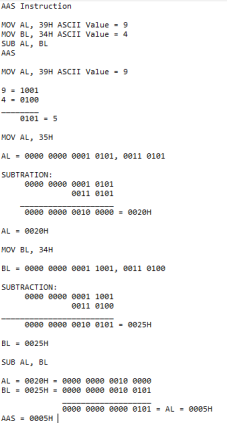 AAS Instruction
MOV AL, 39H ASCII Value = 9
MOV BL, 34H ASCII Value = 4
SUB AL, BL
AAS
MOV AL, 39H ASCII Value = 9
9 = 1001
4 = 0100
________
0101 = 5
MOV AL, 35H
AL = 0000 0000 0001 0101, 0011 0101
SUBTRATION:
0000 0000 0001 0101
0011 0101
____________________
0000 0000 0010 0000 = 0020H
AL = 0020H
MOV BL, 34H
BL = 0000 0000 0001 1001, 0011 0100
SUBTRACTION:
0000 0000 0001 1001
0011 0100
________________________
0000 0000 0010 0101 = 0025H
BL = 0025H
SUB AL, BL
AL = 0020H = 0000 0000 0010 0000
BL = 0025H = 0000 0000 0010 0101
___________________
0000 0000 0000 0101 = AL = 0005H
AAS = 0005H